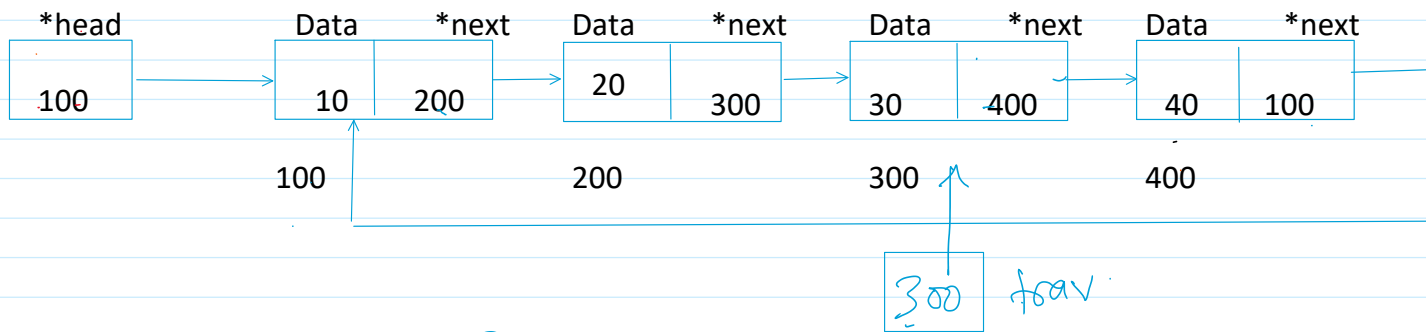 *head Data *next Data *next Data *next Data *next
100 10 200 20 300 30 400 40 100
100 200 300 400
300 trav